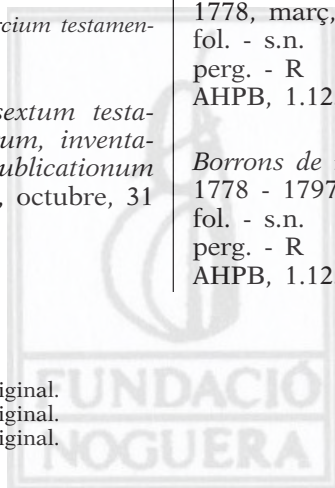 rcium testamen-
sextum testa-
um, inventa-
ublicationum
, octubre, 31
1778, març,
fol. - s.n.
perg. - R
AHPB, 1.12
Borrons de
1778 - 1797
fol. - s.n.
perg. - R
AHPB, 1.12
iginal.
iginal.
iginal.
FUNDACIÓ
NOGUERA